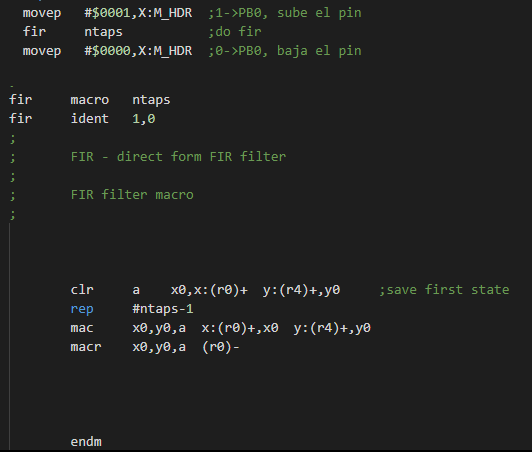 movep #$0001,X:M_HDR ;1->PB0, sube el pin
fir ntaps ;do fir
movep #$0000,X:M_HDR ;0->PB0, baja el pin
fir macro ntaps
fir ident 1,0
;
; FIR - direct form FIR filter
;
; FIR filter macro
;
clr a x0,x:(r0)+ y:(r4)+,y0 ;save first state
rep #ntaps-1
mac x0,y0,a x:(r0)+,x0 y:(r4)+,y0
macr x0,y0,a (r0)-
endm